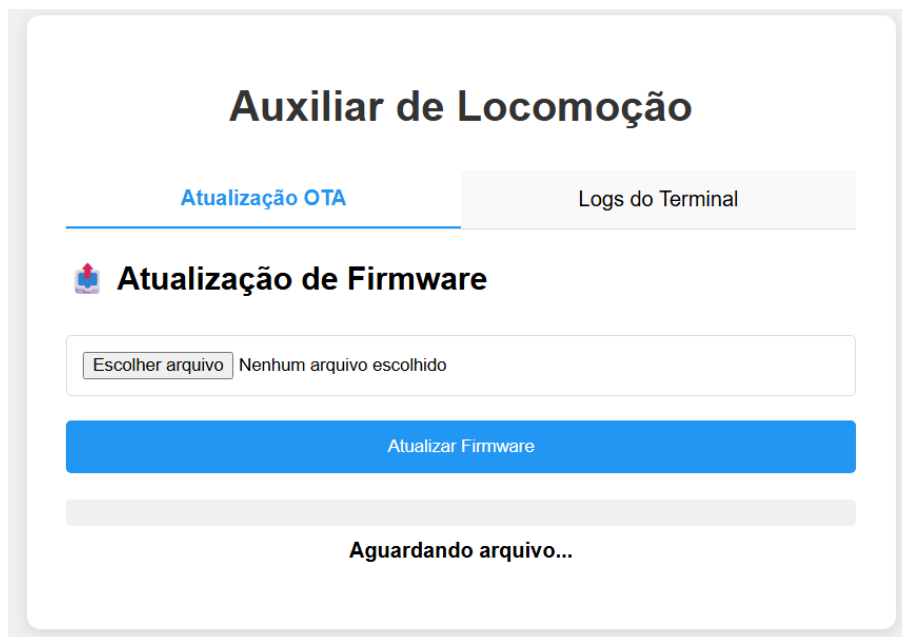 Auxiliar de Locomoção
Atualização OTA
Logs do Terminal
Atualização de Firmware
Escolher arquivo Nenhum arquivo escolhido
Atualizar Firmware
Aguardando arquivo...